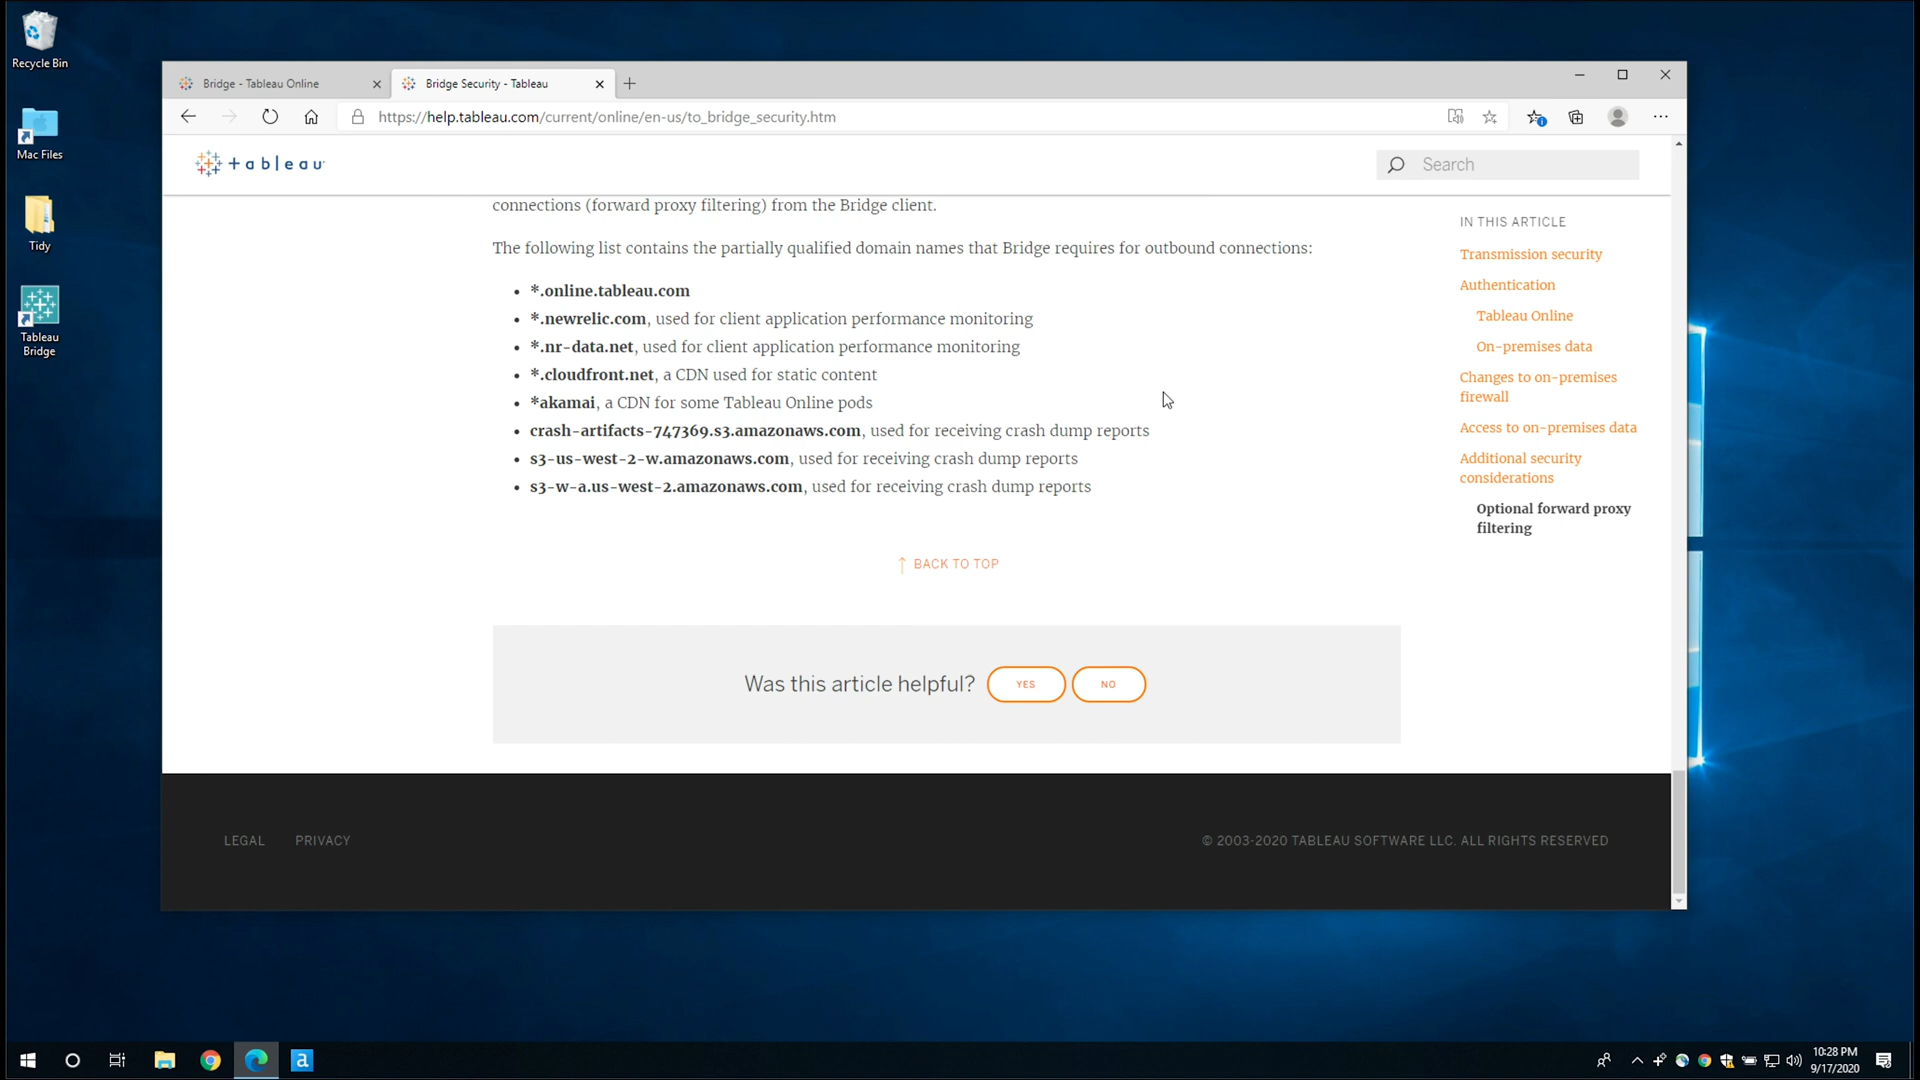 Recycle Bin
Mac Files
Tidy
Tableau
Bridge
Bridge - Tableau Online
Bridge Security - Tableau
https://help.tableau.com/current/online/en-us/to_bridge_security.htm
+ a b l e a u
Search
connections (forward proxy filtering) from the Bridge client.
The following list contains the partially qualified domain names that Bridge requires for outbound connections:
• *.online.tableau.com
• *.newrelic.com, used for client application performance monitoring
• *.nr-data.net, used for client application performance monitoring
• *.cloudfront.net, a CDN used for static content
• *akamai, a CDN for some Tableau Online pods
• crash-artifacts-747369.s3.amazonaws.com, used for receiving crash dump reports
• s3-us-west-2-w.amazonaws.com, used for receiving crash dump reports
• s3-w-a.us-west-2.amazonaws.com, used for receiving crash dump reports
↑ BACK TO TOP
Was this article helpful? YES NO
IN THIS ARTICLE
Transmission security
Authentication
Tableau Online
On-premises data
Changes to on-premises
firewall
Access to on-premises data
Additional security
considerations
Optional forward proxy
filtering
LEGAL PRIVACY
© 2003-2020 TABLEAU SOFTWARE LLC. ALL RIGHTS RESERVED
a
10:28 PM
9/17/2020